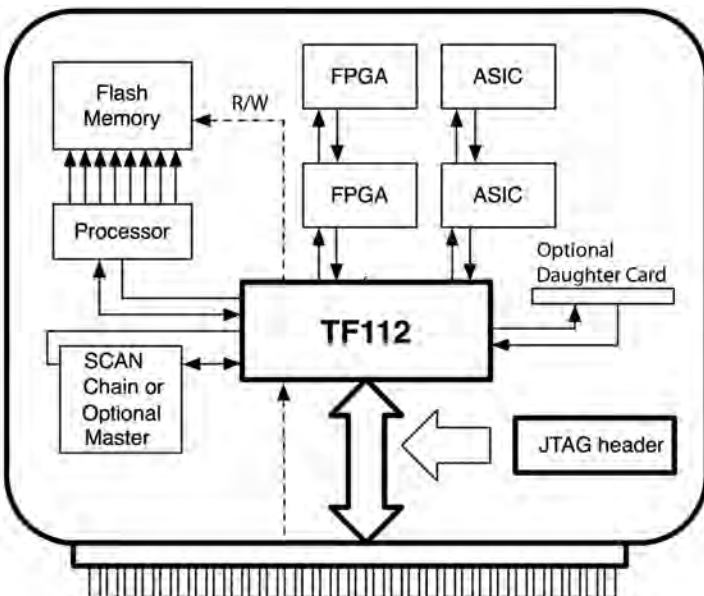 Flash
Memory
R/W
FPGA
ASIC
FPGA
ASIC
Processor
Optional
Daughter Card
TF112
SCAN
Chain or
Optional
Master
JTAG header